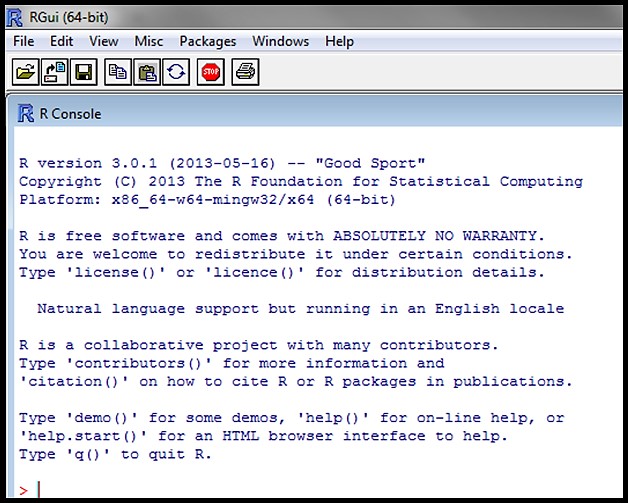 RGui (64-bit)
File Edit View Misc Packages Windows Help
STOP
R Console
R version 3.0.1 (2013-05-16) -- "Good Sport"
Copyright (C) 2013 The R Foundation for Statistical Computing
Platform: x86_64-w64-mingw32/x64 (64-bit)
R is free software and comes with ABSOLUTELY NO WARRANTY.
You are welcome to redistribute it under certain conditions.
Type 'license()' or 'licence()' for distribution details.
Natural language support but running in an English locale
R is a collaborative project with many contributors.
Type 'contributors()' for more information and
'citation()' on how to cite R or R packages in publications.
Type 'demo()' for some demos, 'help()' for on-line help, or
'help.start()' for an HTML browser interface to help.
Type 'q()' to quit R.
>